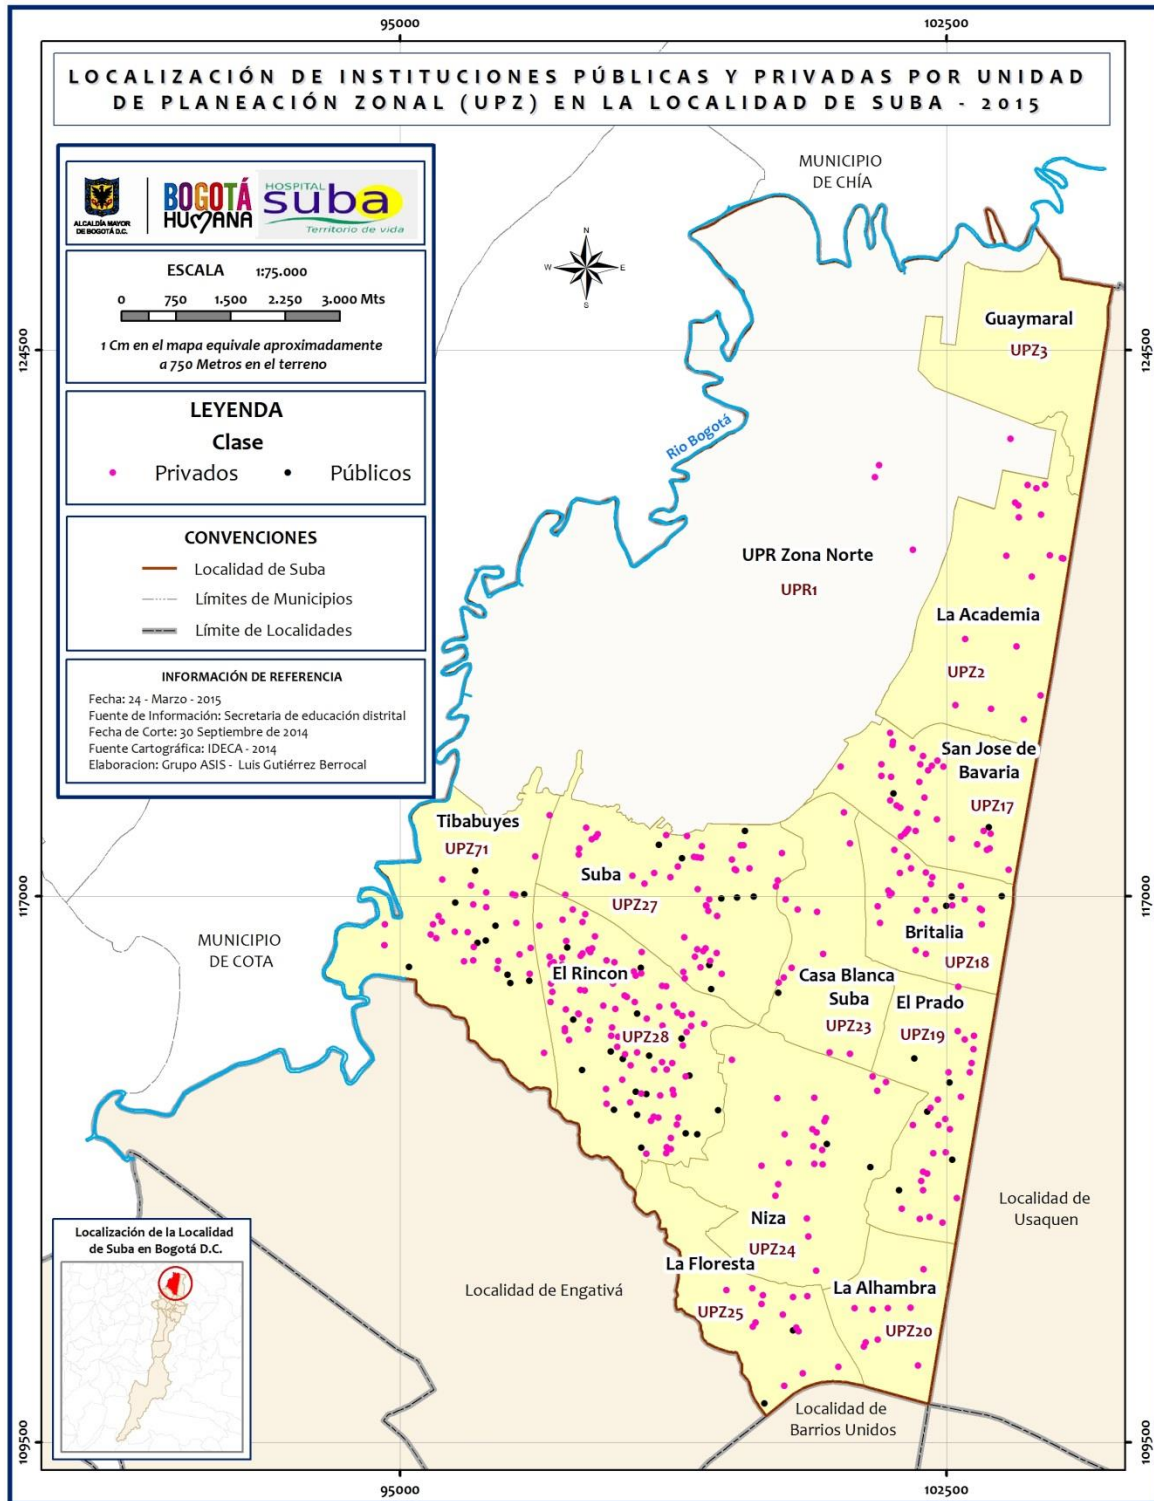 95000
102500
LOCALIZACIÓN DE INSTITUCIONES PÚBLICAS Y PRIVADAS POR UNIDAD
DE PLANEACIÓN ZONAL (UPZ) EN LA LOCALIDAD DE SUBA - 2015
ALCALDÍA MAYOR
DE BOGOTÁ D.C.
BOGOTÁ
HUMANA
HOSPITAL
suba
Territorio de vida
ESCALA 1:75.000
0 750 1.500 2.250 3.000 Mts
1 Cm en el mapa equivale aproximadamente
a 750 Metros en el terreno
LEYENDA
Clase
Privados Públicos
CONVENCIONES
Localidad de Suba
Límites de Municipios
Límite de Localidades
INFORMACIÓN DE REFERENCIA
Fecha: 24 - Marzo - 2015
Fuente de Información: Secretaria de educación distrital
Fecha de Corte: 30 Septiembre de 2014
Fuente Cartográfica: IDECA - 2014
Elaboracion: Grupo ASIS - Luis Gutiérrez Berrocal
N
W E
S
MUNICIPIO
DE CHÍA
Guaymaral
UPZ3
124500
124500
Rio Bogotá
UPR Zona Norte
UPR1
La Academia
UPZ2
San Jose de
Bavaria
UPZ17
Tibabuyes
UPZ71
Suba
UPZ27
117000
117000
MUNICIPIO
DE COTA
Britalia
UPZ18
El Rincon
UPZ28
Casa Blanca
Suba
UPZ23
El Prado
UPZ19
Localidad de
Usaquen
Niza
UPZ24
La Floresta
UPZ25
La Alhambra
UPZ20
Localidad de Engativá
Localidad de
Barrios Unidos
Localización de la Localidad
de Suba en Bogotá D.C.
109500
109500
95000
102500